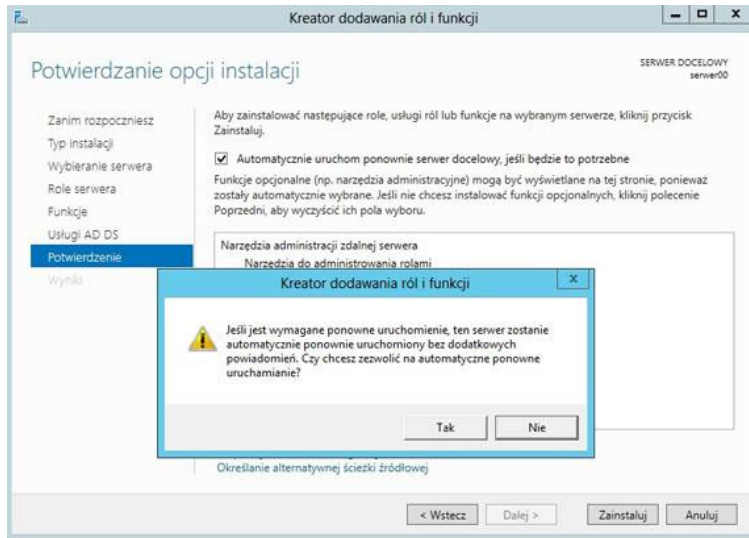 Kreator dodawania ról i funkcji
Potwierdzanie opcji instalacji
SERWER DOCELOWY
serwer00
Zanim rozpoczniesz
Typ instalacji
Wybieranie serwera
Role serwera
Funkcje
Usługi AD DS
Potwierdzenie
Wyniki
Aby zainstalować następujące role, usługi ról lub funkcje na wybranym serwerze, kliknij przycisk
Zainstaluj.
Automatycznie uruchom ponownie serwer docelowy, jeśli będzie to potrzebne
Funkcje opcjonalne (np. narzędzia administracyjne) mogą być wyświetlane na tej stronie, ponieważ
zostały automatycznie wybrane. Jeśli nie chcesz instalować funkcji opcjonalnych, kliknij polecenie
Poprzedni, aby wyczyścić ich pola wyboru.
Narzędzia administracji zdalnej serwera
Narzędzia do administrowania rolami
Kreator dodawania ról i funkcji
x
Jeśli jest wymagane ponowne uruchomienie, ten serwer zostanie
automatycznie ponownie uruchomiony bez dodatkowych
powiadomień. Czy chcesz zezwolić na automatyczne ponowne
uruchamianie?
Tak Nie
Określanie alternatywnej ścieżki źródłowej
< Wstecz Dalej > Zainstaluj Anuluj